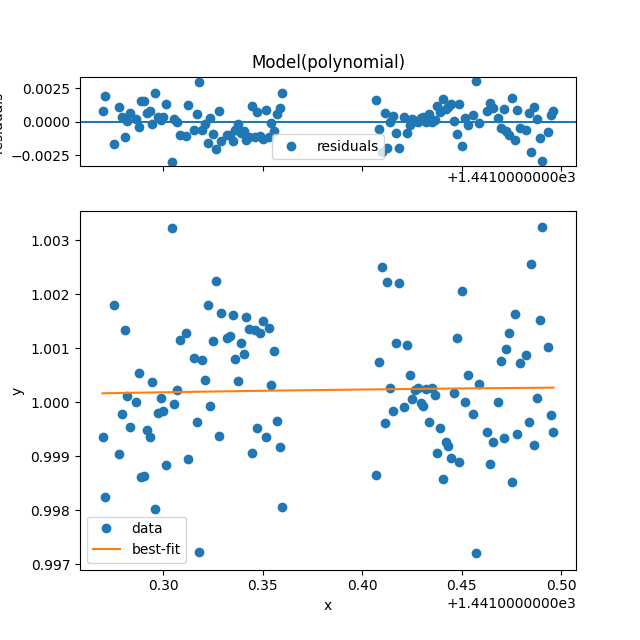 Model(polynomial)
0.0025
0.0000
−0.0025
residuals
+1.4410000000e3
y
1.003
1.002
1.001
1.000
0.999
0.998
0.997
data
best-fit
0.30
0.35
0.40
0.45
0.50
x
+1.4410000000e3